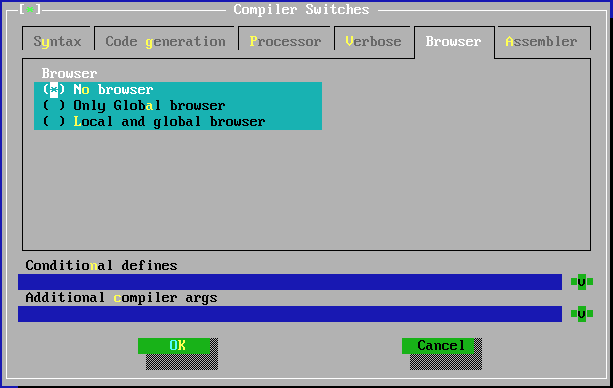 [■] Compiler Switches
Syntax Code generation Processor Verbose Browser Assembler
Browser
(•) No browser
( ) Only Global browser
( ) Local and global browser
Conditional defines
Additional compiler args
OK Cancel